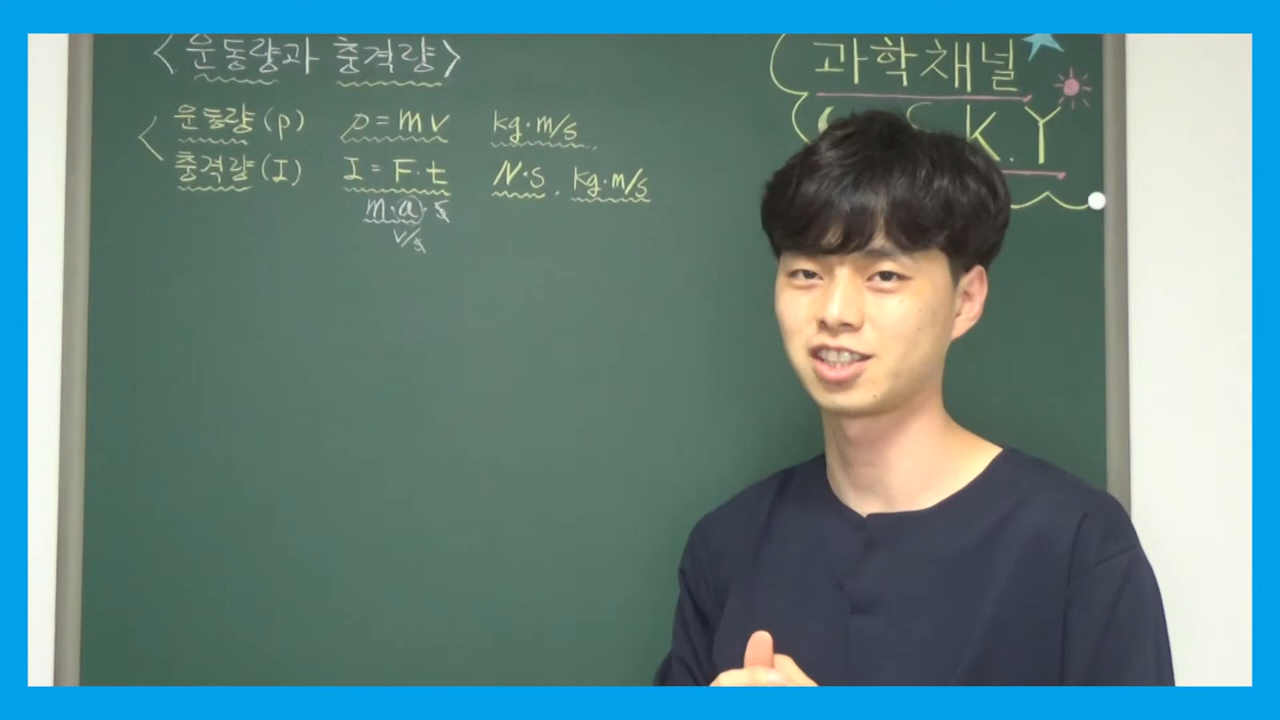 <운동량과 충격량>
운동량(p) p=mv kg·m/s
충격량(I) I=F·t N·s, kg·m/s
m·a·s
v/s
과학채널
S.K.Y